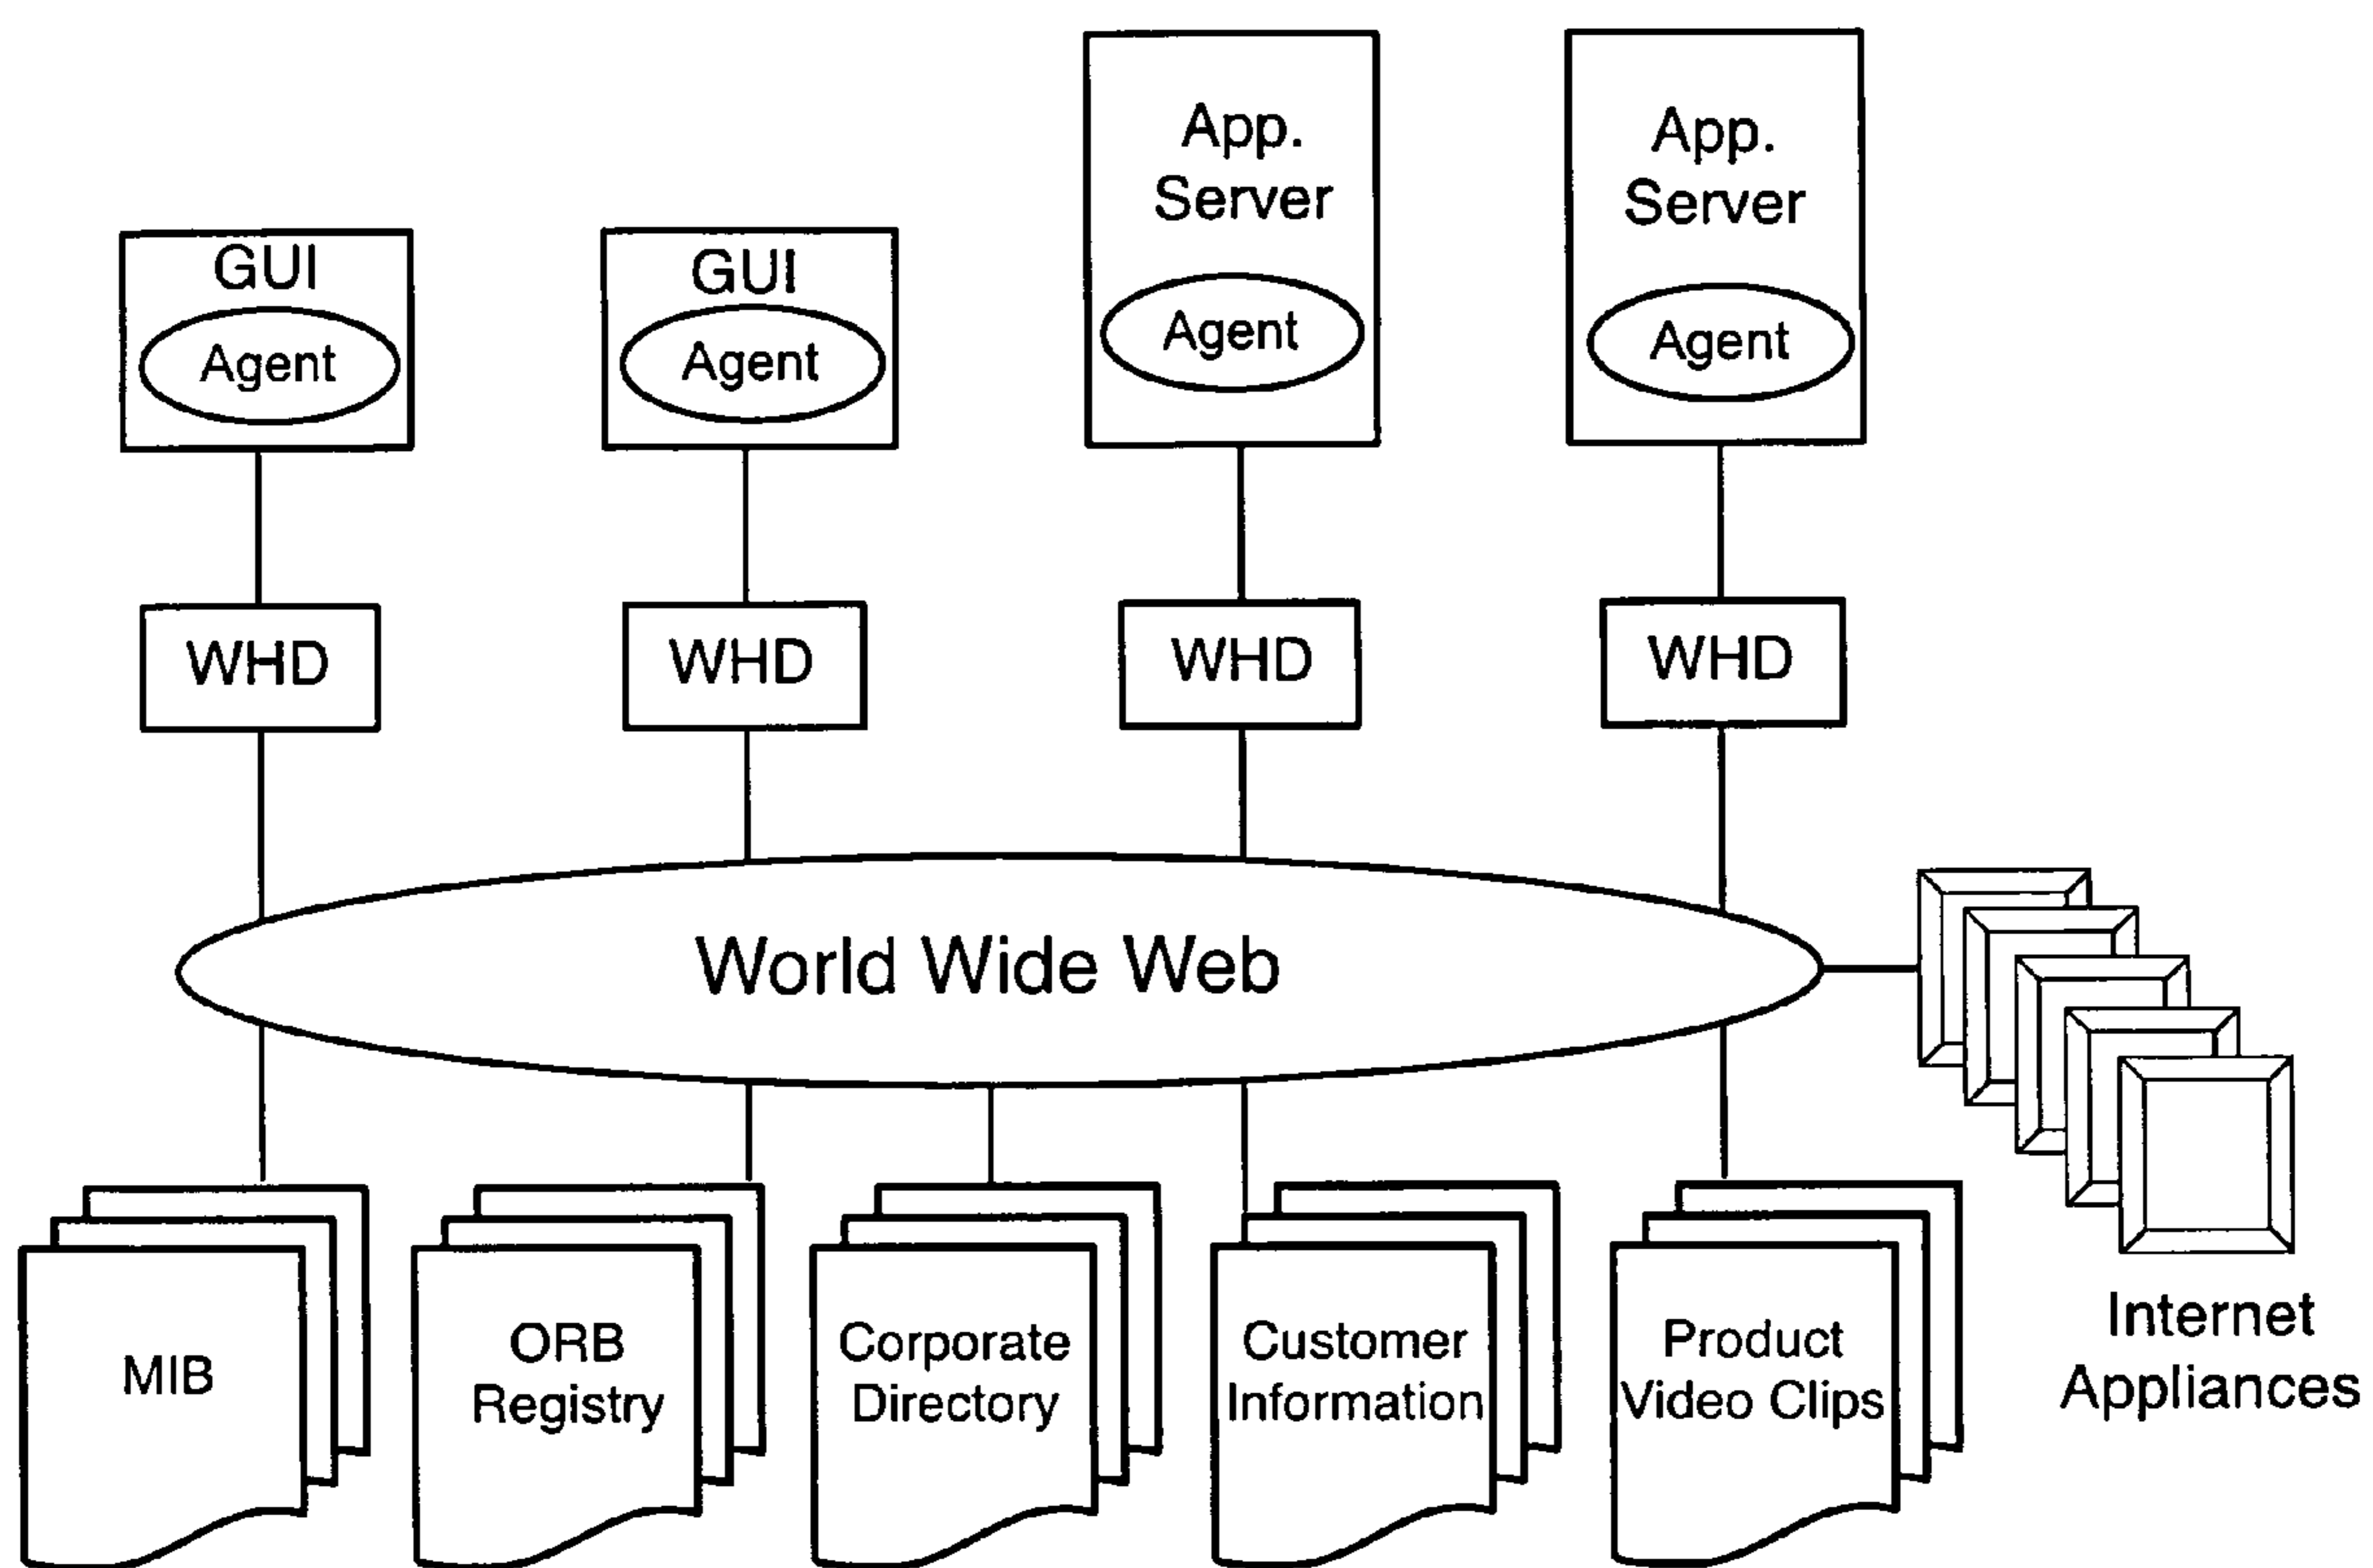 App.
Server
App.
Server
GUI
GUI
Agent
Agent
Agent
Agent
WHD
WHD
WHD
WHD
World Wide Web
MIB
ORB
Registry
Corporate
Directory
Customer
Information
Product
Video Clips
Internet
Appliances